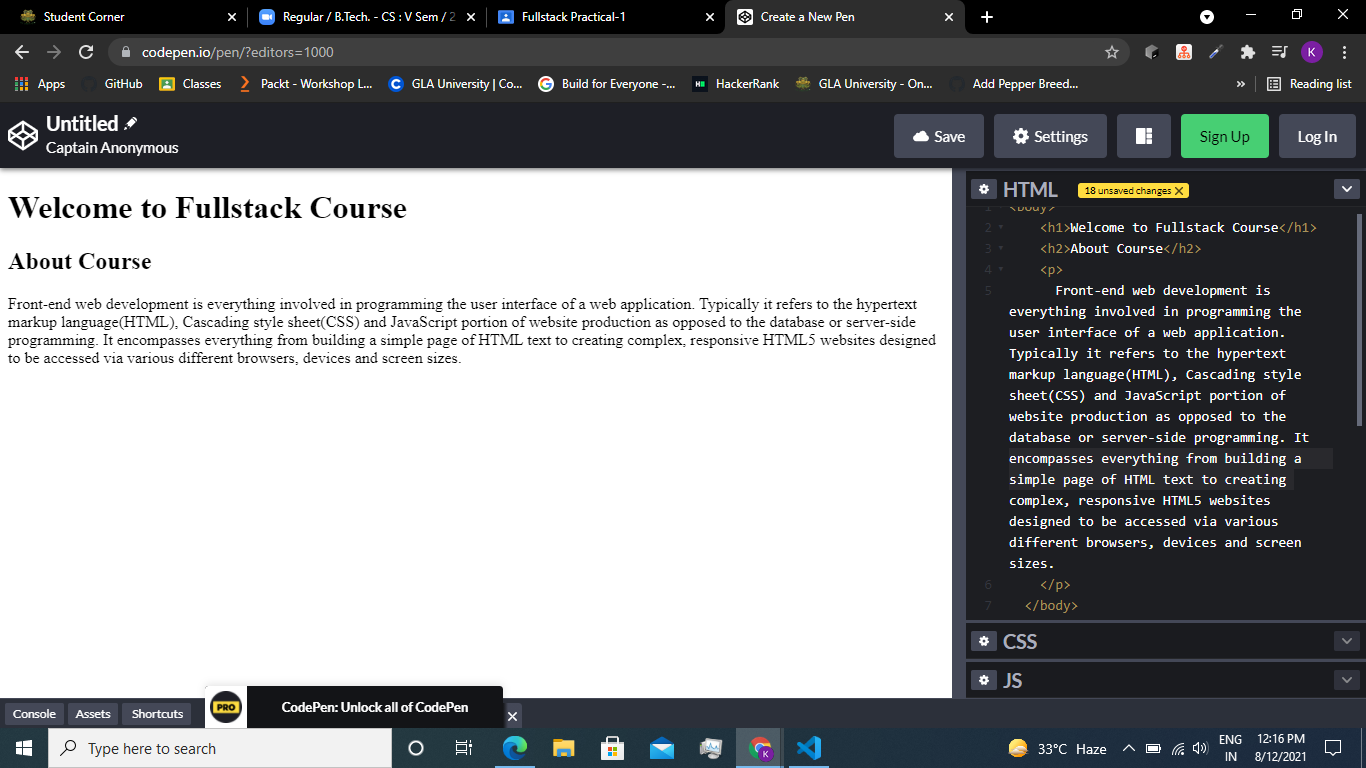 Student Corner
Regular / B.Tech. - CS : V Sem / 2
Fullstack Practical-1
Create a New Pen
codepen.io/pen/?editors=1000
K
Apps
GitHub
Classes
Packt - Workshop L...
GLA University | Co...
Build for Everyone -...
HackerRank
GLA University - On...
Add Pepper Breed...
»
Reading list
Untitled
Captain Anonymous
Save
Settings
Sign Up
Log In
Welcome to Fullstack Course
About Course
Front-end web development is everything involved in programming the user interface of a web application. Typically it refers to the hypertext
markup language(HTML), Cascading style sheet(CSS) and JavaScript portion of website production as opposed to the database or server-side
programming. It encompasses everything from building a simple page of HTML text to creating complex, responsive HTML5 websites designed
to be accessed via various different browsers, devices and screen sizes.
HTML
18 unsaved changes X
1 <body>
2 <h1>Welcome to Fullstack Course</h1>
3 <h2>About Course</h2>
4 <p>
5 Front-end web development is
everything involved in programming the
user interface of a web application.
Typically it refers to the hypertext
markup language(HTML), Cascading style
sheet(CSS) and JavaScript portion of
website production as opposed to the
database or server-side programming. It
encompasses everything from building a
simple page of HTML text to creating
complex, responsive HTML5 websites
designed to be accessed via various
different browsers, devices and screen
sizes.
6 </p>
7 </body>
CSS
JS
Console
Assets
Shortcuts
PRO
CodePen: Unlock all of CodePen
Type here to search
K
33°C Haze
ENG
IN
12:16 PM
8/12/2021